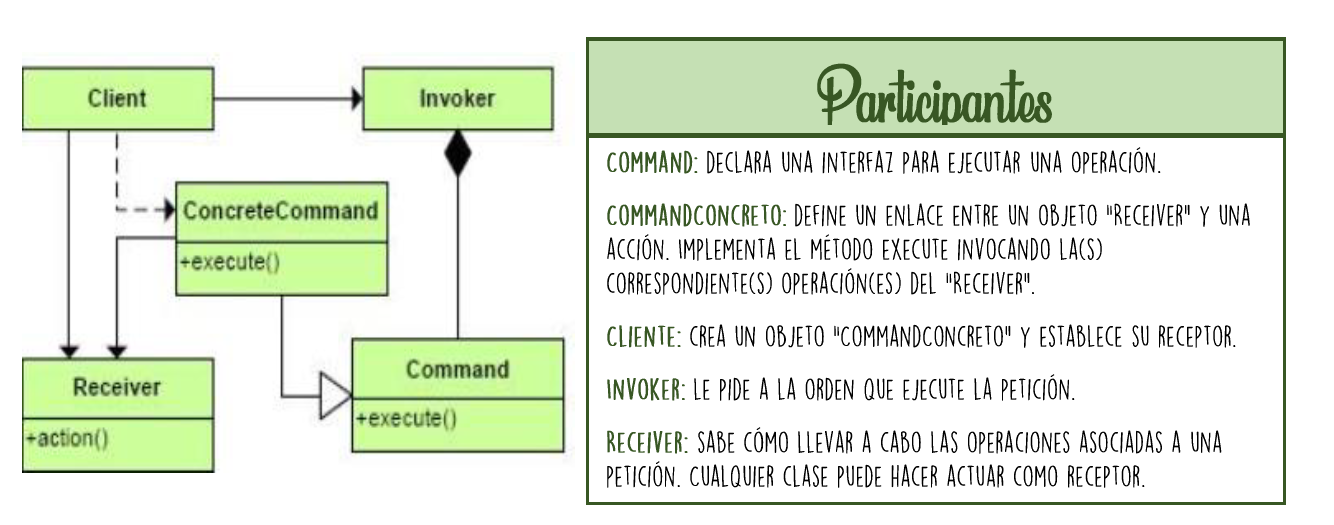 Client
Invoker
ConcreteCommand
+execute()
Receiver
+action()
Command
+execute()
Participantes
COMMAND: DECLARA UNA INTERFAZ PARA EJECUTAR UNA OPERACIÓN.
COMMANDCONCRETO: DEFINE UN ENLACE ENTRE UN OBJETO "RECEIVER" Y UNA
ACCIÓN. IMPLEMENTA EL MÉTODO EXECUTE INVOCANDO LA(S)
CORRESPONDIENTE(S) OPERACIÓN(ES) DEL "RECEIVER".
CLIENTE: CREA UN OBJETO "COMMANDCONCRETO" Y ESTABLECE SU RECEPTOR.
INVOKER: LE PIDE A LA ORDEN QUE EJECUTE LA PETICIÓN.
RECEIVER: SABE CÓMO LLEVAR A CABO LAS OPERACIONES ASOCIADAS A UNA
PETICIÓN. CUALQUIER CLASE PUEDE HACER ACTUAR COMO RECEPTOR.